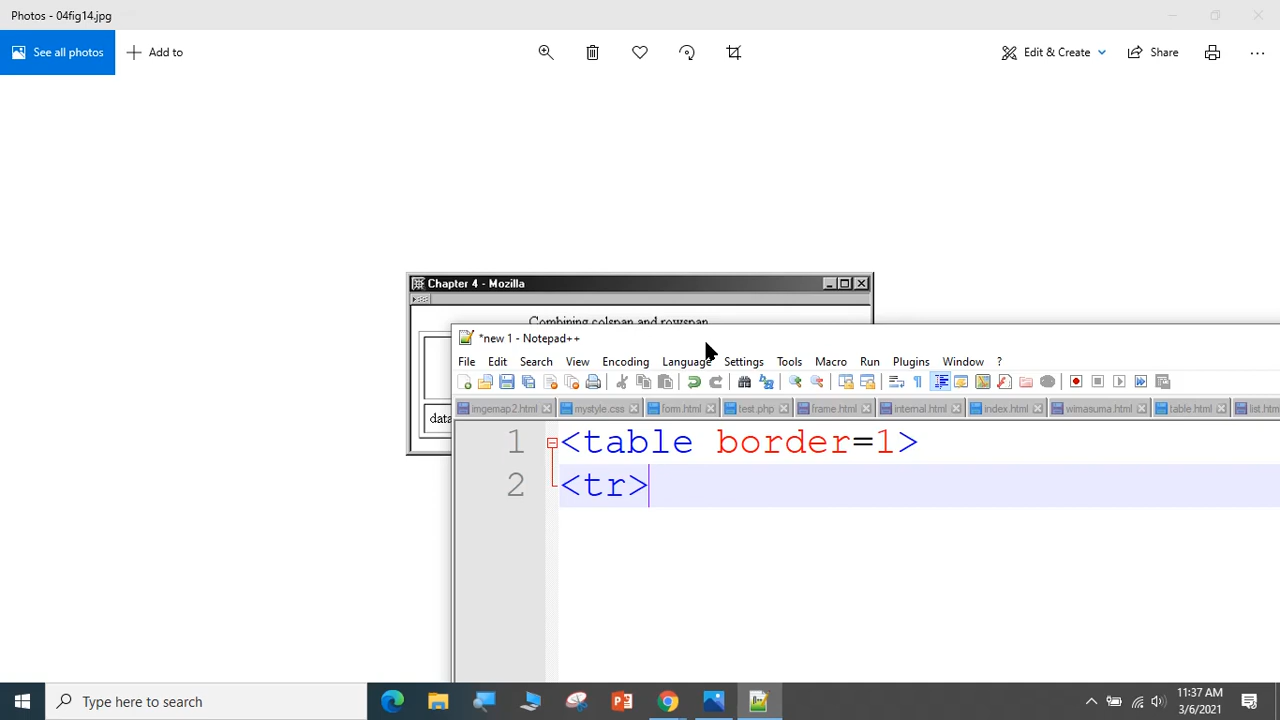 Photos - 04fig14.jpg
See all photos
Add to
Edit & Create
Share
Chapter 4 - Mozilla
Combining colspan and rowspan
*new 1 - Notepad++
File Edit Search View Encoding Language Settings Tools Macro Run Plugins Window ?
imgemap2.html mystyle.css form.html test.php frame.html internal.html index.html wimasuma.html table.html list.htm
data
1 <table border=1>
2 <tr>
Type here to search
11:37 AM
3/6/2021